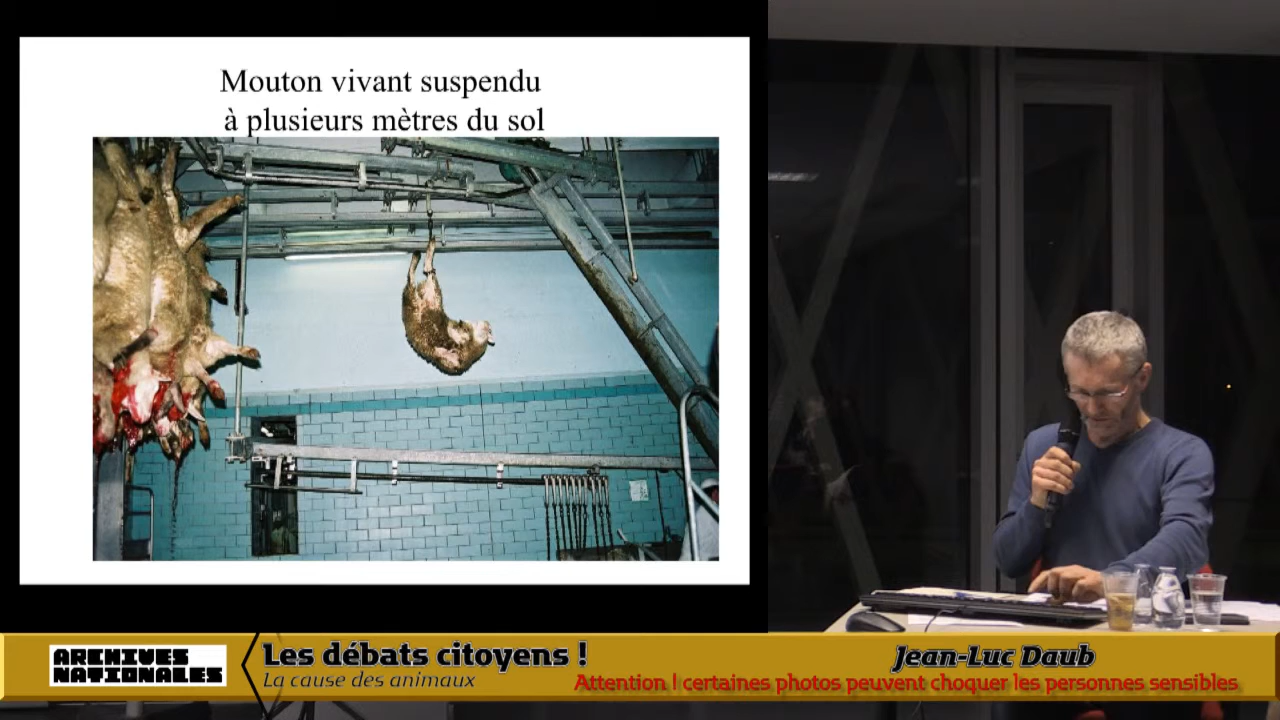 Mouton vivant suspendu
à plusieurs mètres du sol
ARCHIVES
NATIONALES
Les débats citoyens !
La cause des animaux
Jean-Luc Daub
Attention ! certaines photos peuvent choquer les personnes sensibles